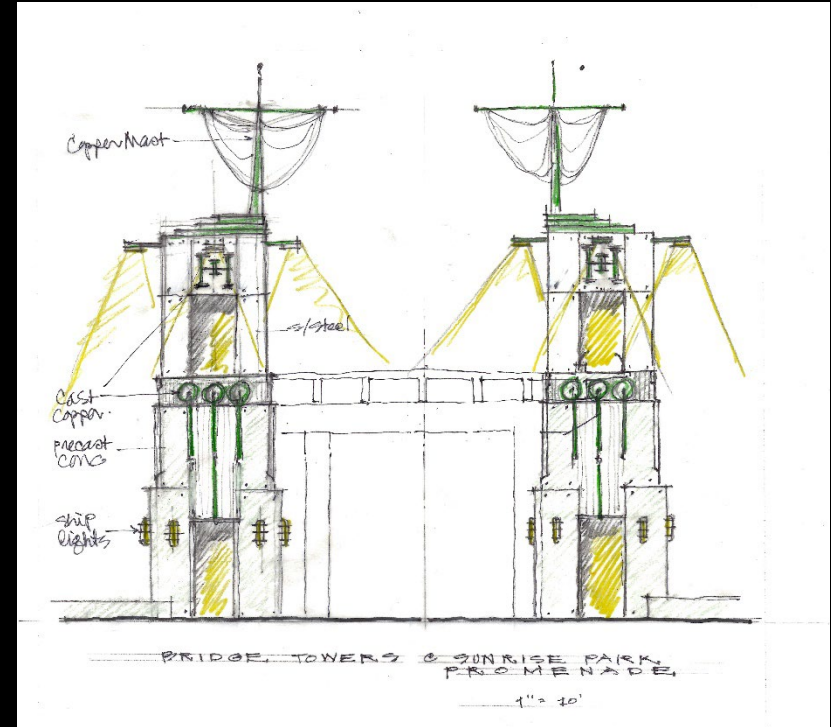 Copper Mast
s/steel
Cast
Copper.
precast
CONC
ship
lights
BRIDGE TOWERS @ SUNRISE PARK
PROMENADE
1" = 10'